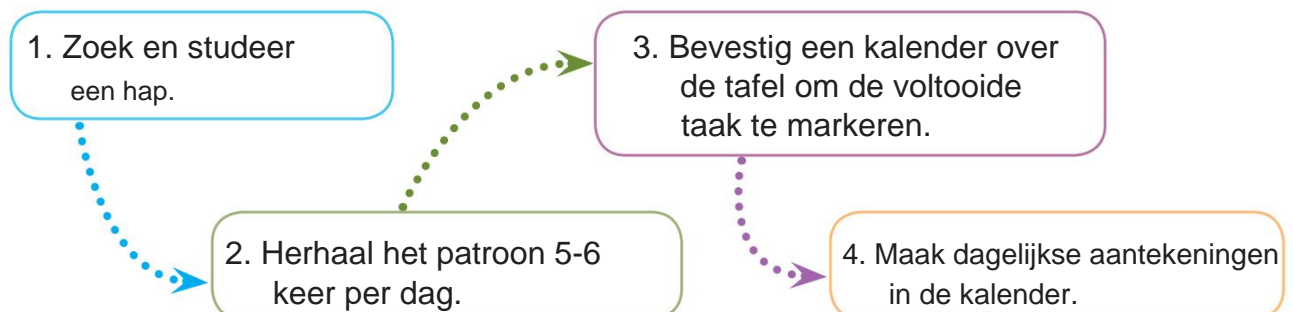 1. Zoek en studeer
een hap.
2. Herhaal het patroon 5-6
keer per dag.
3. Bevestig een kalender over
de tafel om de voltooide
taak te markeren.
4. Maak dagelijkse aantekeningen
in de kalender.